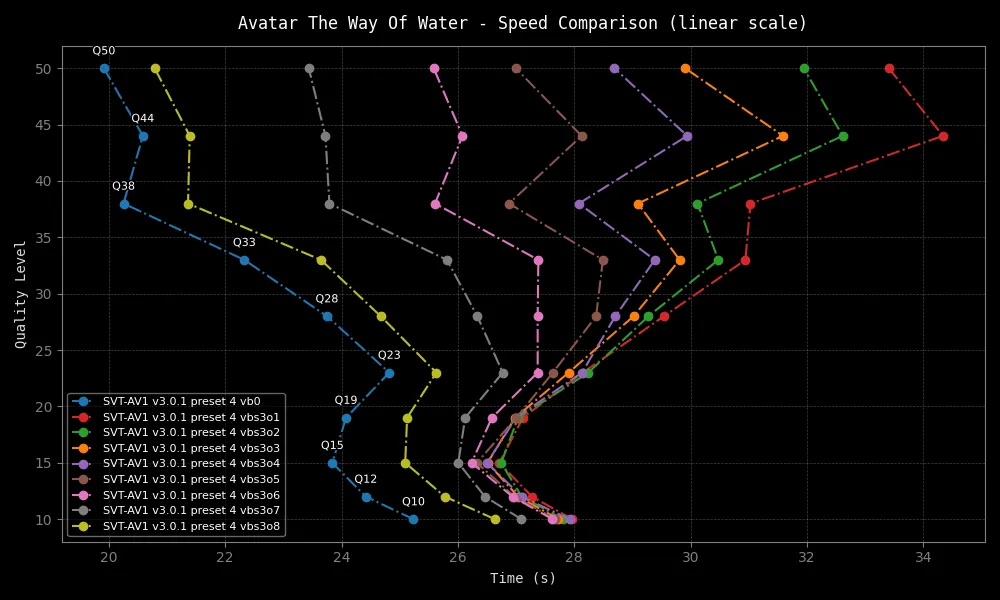 Avatar The Way Of Water - Speed Comparison (linear scale)
Quality Level
50
45
40
35
30
25
20
15
10
Q50
Q44
Q38
Q33
Q28
Q23
Q19
Q15
Q12
Q10
SVT-AV1 v3.0.1 preset 4 vb0
SVT-AV1 v3.0.1 preset 4 vbs3o1
SVT-AV1 v3.0.1 preset 4 vbs3o2
SVT-AV1 v3.0.1 preset 4 vbs3o3
SVT-AV1 v3.0.1 preset 4 vbs3o4
SVT-AV1 v3.0.1 preset 4 vbs3o5
SVT-AV1 v3.0.1 preset 4 vbs3o6
SVT-AV1 v3.0.1 preset 4 vbs3o7
SVT-AV1 v3.0.1 preset 4 vbs3o8
20 22 24 26 28 30 32 34
Time (s)